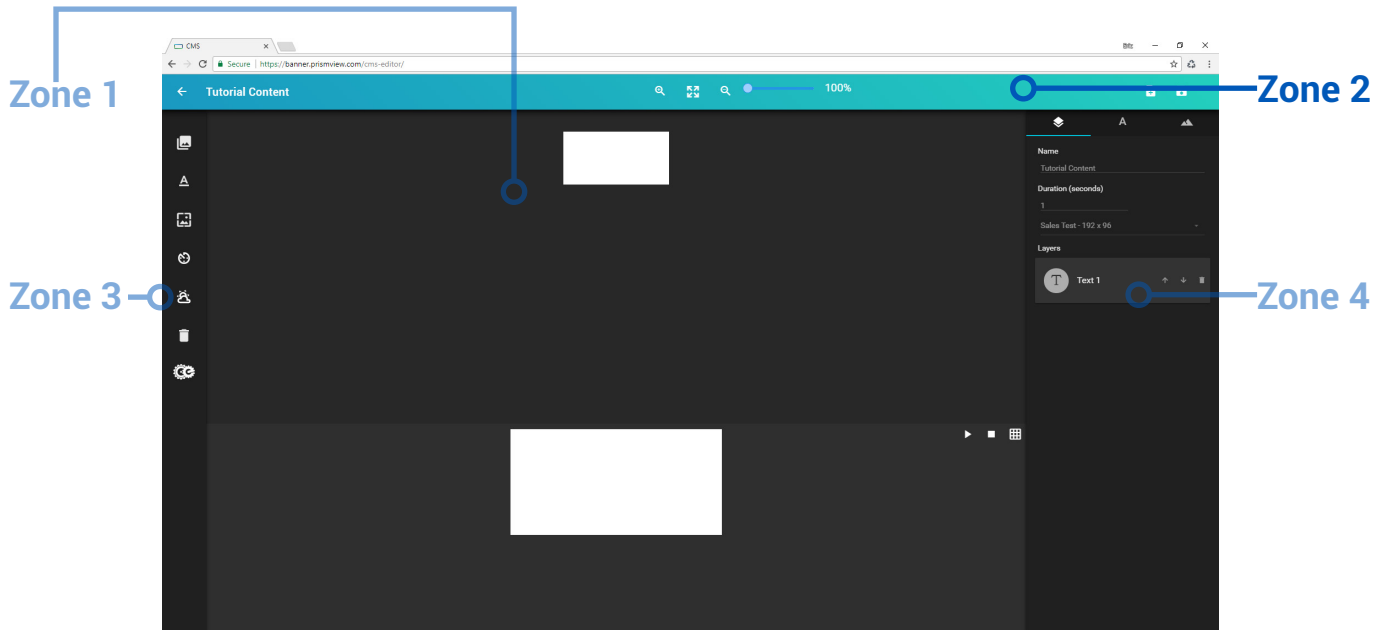 CMS
Secure | https://banner.prismview.com/cms-editor/
Zone 1
Tutorial Content
100%
Zone 2
A
Name
Tutorial Content
Duration (seconds)
1
Sales Test - 192 x 96
Layers
T Text 1
A
Zone 3
Zone 4
CC